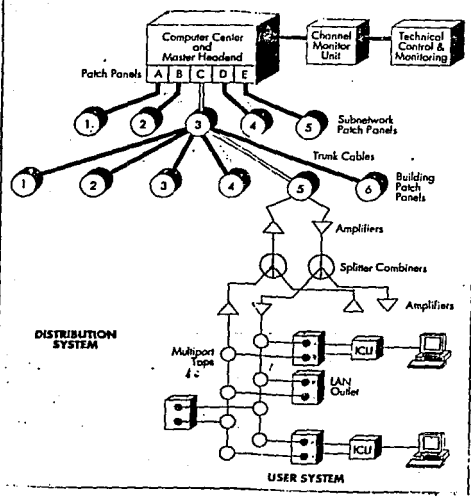 Computer Center
and
Master Headend
Channel
Monitor
Unit
Technical
Control &
Monitoring
Patch Panels
A B C D E
1 2 3 4 5
Subnetwork
Patch Panels
Trunk Cables
1 2 3 4 5 6
Building
Patch
Panels
Amplifiers
Splitter Combiners
Amplifiers
DISTRIBUTION
SYSTEM
Multiport
Taps
ICU
LAN
Outlet
ICU
USER SYSTEM